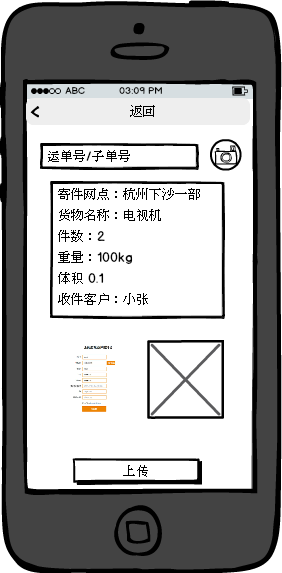 ABC 03:09 PM
返回
运单号/子单号
寄件网点：杭州下沙一部
货物名称：电视机
件数：2
重量：100kg
体积 0.1
收件客户：小张
上传